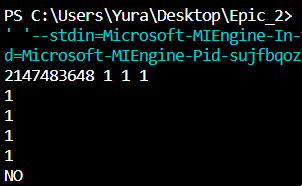 PS C:\Users\Yura\Desktop\Epic_2>
' '--stdin=Microsoft-MIEngine-In-
d=Microsoft-MIEngine-Pid-sujfbqoz
2147483648 1 1 1
1
1
1
1
NO